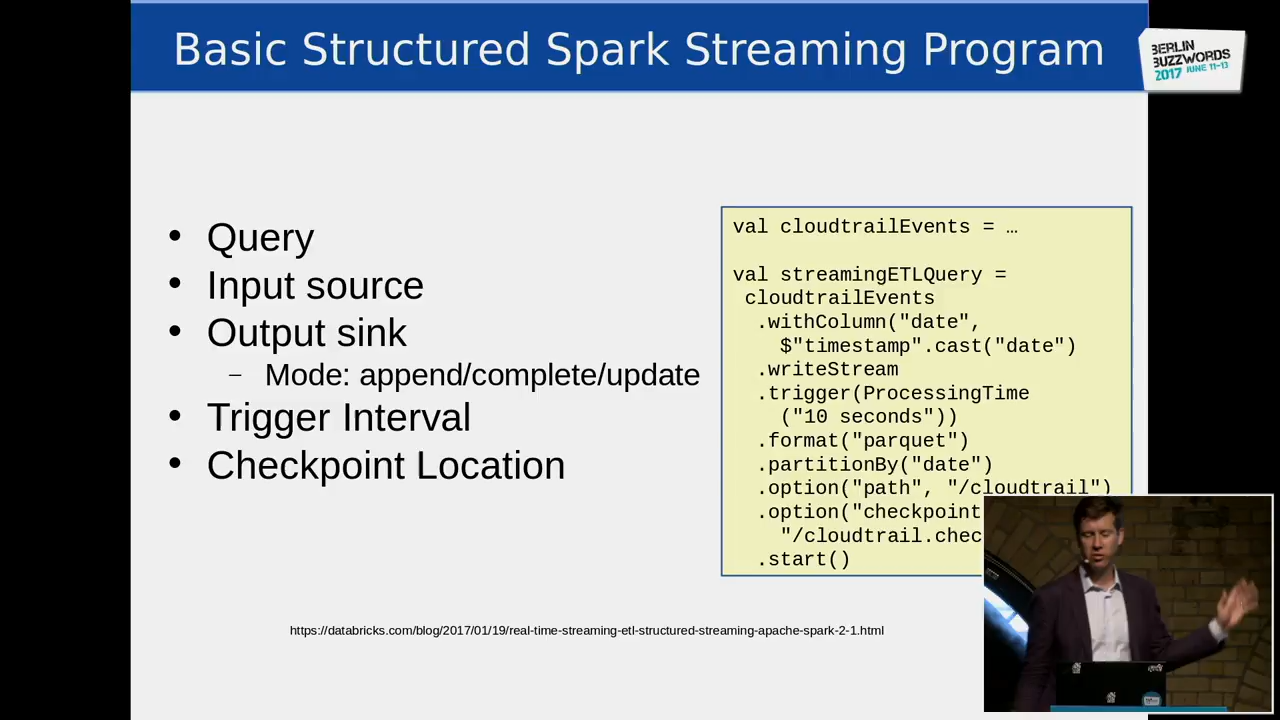 Basic Structured Spark Streaming Program
BERLIN
BUZZWORDS
2017 JUNE 11-13
• Query
• Input source
• Output sink
– Mode: append/complete/update
• Trigger Interval
• Checkpoint Location
val cloudtrailEvents = …
val streamingETLQuery =
cloudtrailEvents
.withColumn("date",
$"timestamp".cast("date")
.writeStream
.trigger(ProcessingTime
("10 seconds"))
.format("parquet")
.partitionBy("date")
.option("path", "/cloudtrail")
.option("checkpoint
"/cloudtrail.chec
.start()
https://databricks.com/blog/2017/01/19/real-time-streaming-etl-structured-streaming-apache-spark-2-1.html